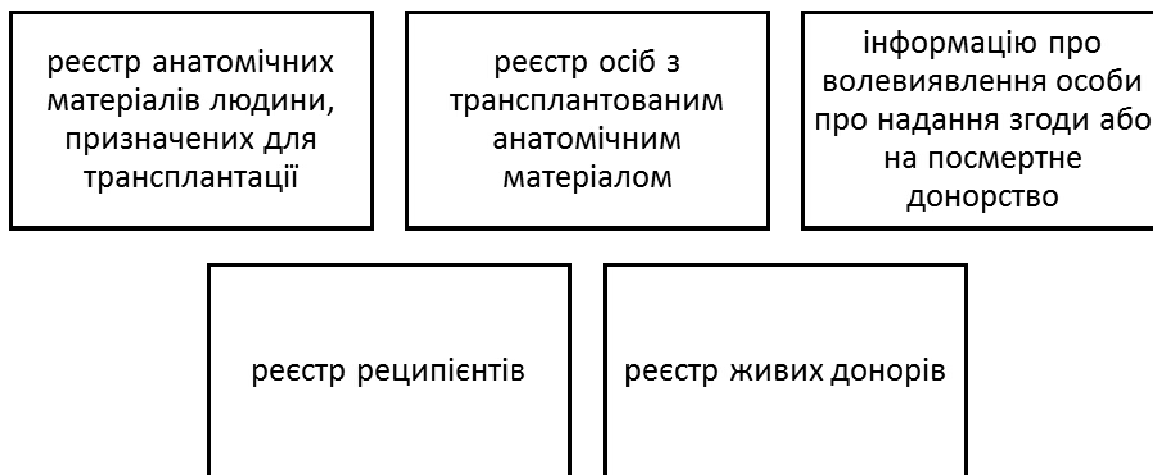 реєстр анатомічних
матеріалів людини,
призначених для
трансплантації
реєстр осіб з
трансплантованим
анатомічним
матеріалом
інформацію про
волевиявлення особи
про надання згоди або
на посмертне
донорство
реєстр реципієнтів
реєстр живих донорів